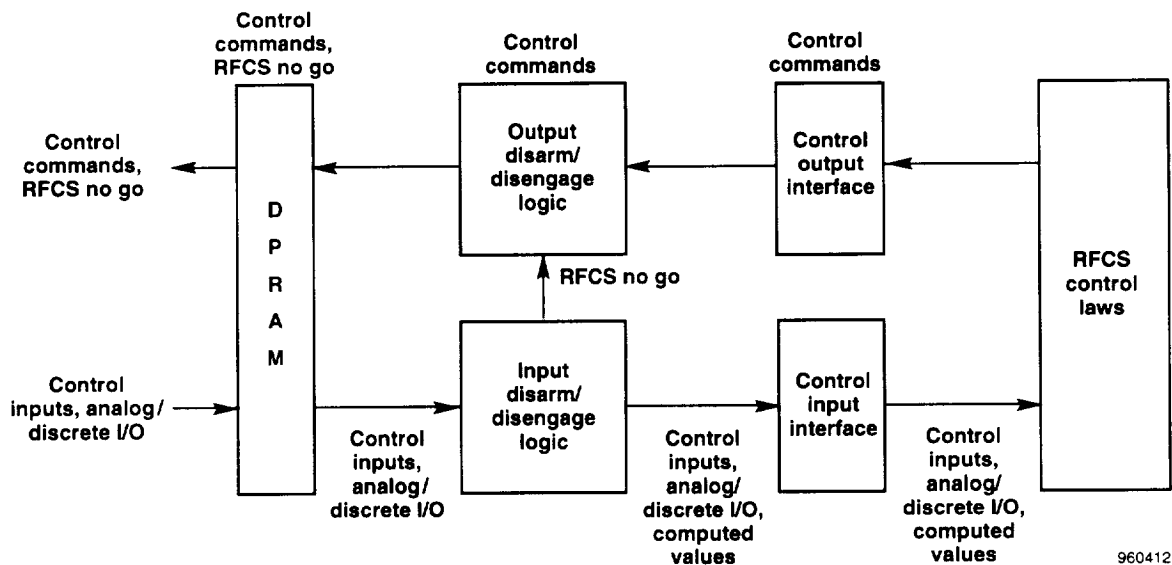 Control
commands,
RFCS no go
Control
commands
Control
commands
Control
commands,
RFCS no go
Output
disarm/
disengage
logic
Control
output
interface
D
P
R
A
M
RFCS
control
laws
RFCS no go
Control
inputs, analog/
discrete I/O
Input
disarm/
disengage
logic
Control
input
interface
Control
inputs,
analog/
discrete I/O
Control
inputs,
analog/
discrete I/O,
computed
values
Control
inputs,
analog/
discrete I/O,
computed
values
960412